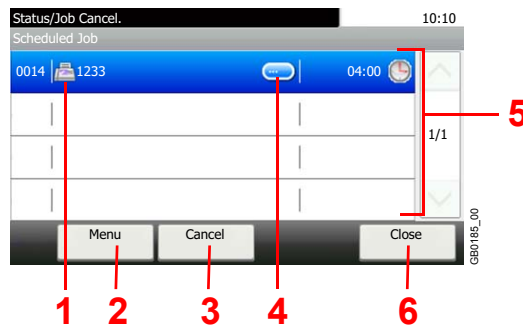 Status/Job Cancel. 10:10
Scheduled Job
0014 1233 ... 04:00
5
1/1
Menu Cancel Close
GB0185_00
1 2 3 4 6